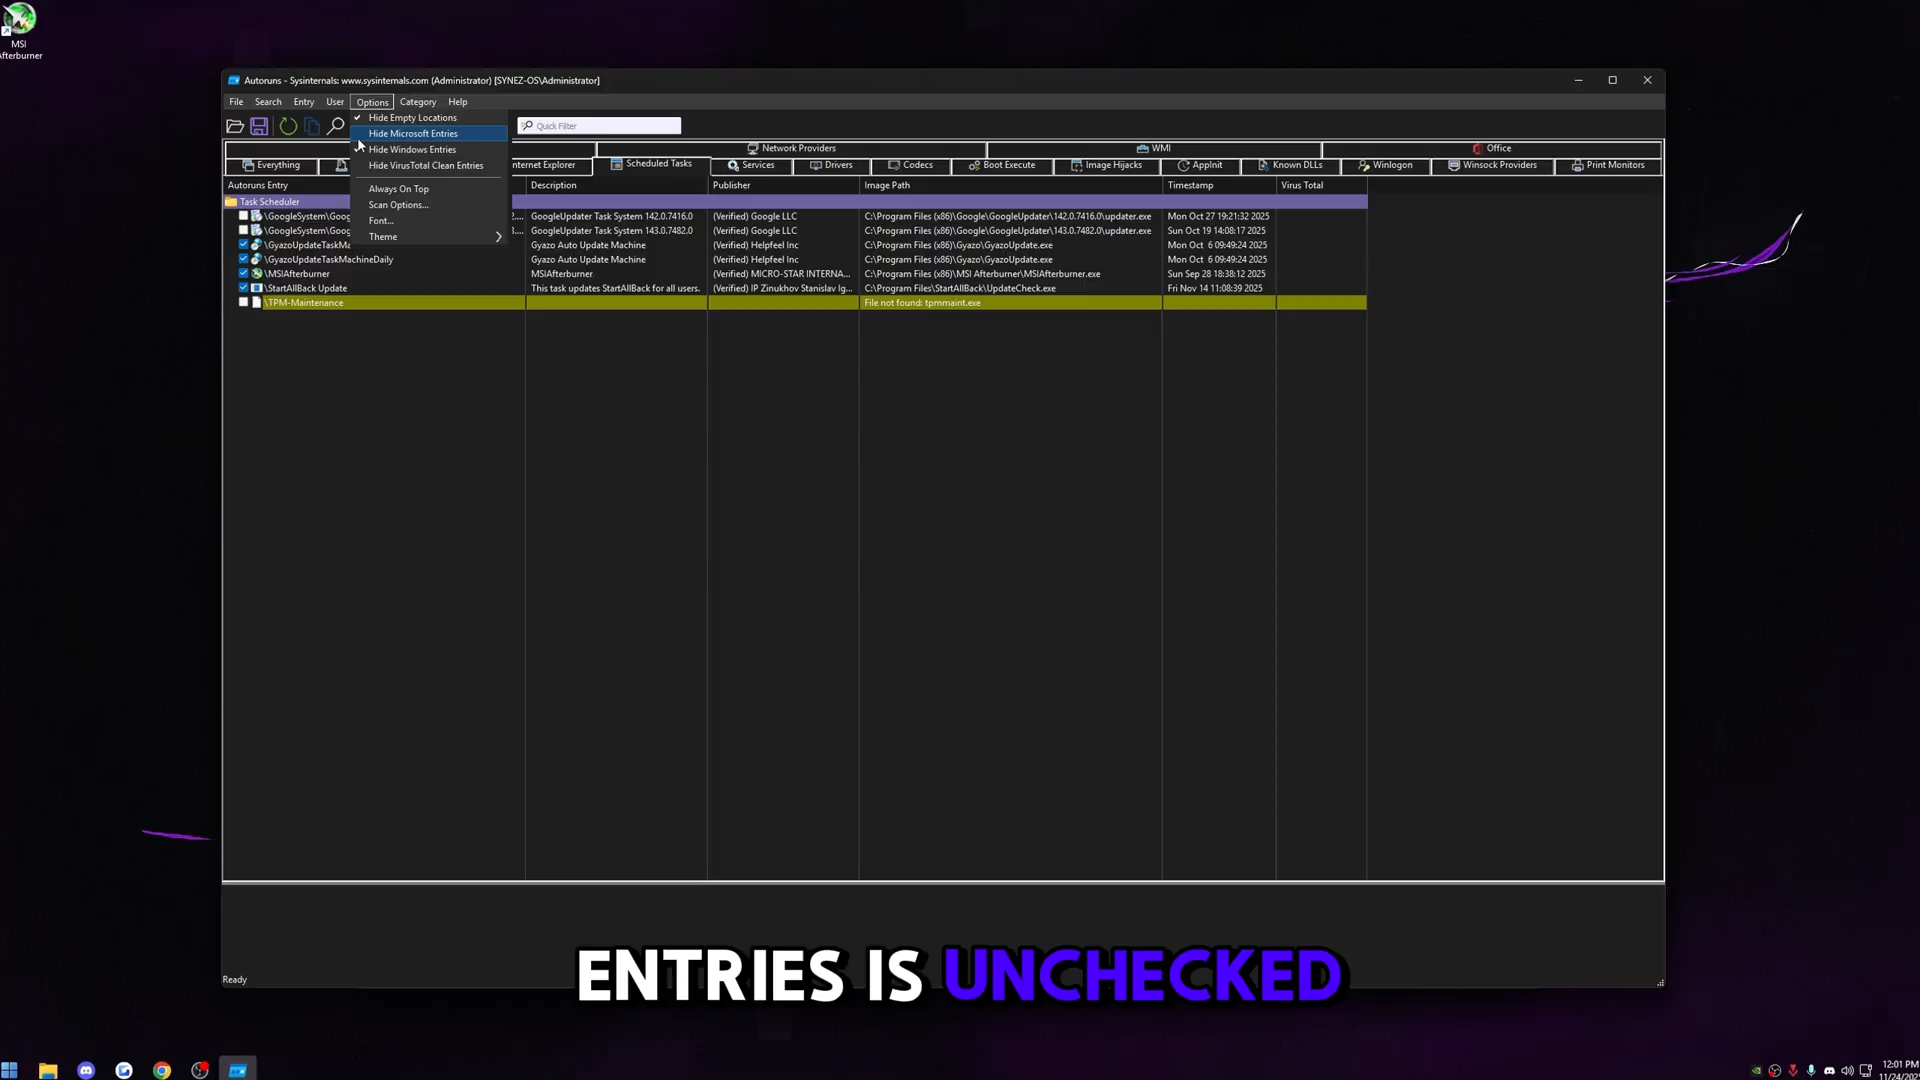 MSI
Afterburner
Autoruns - Sysinternals: www.sysinternals.com (Administrator) [SYNEZ-OS\Administrator]
File Search Entry User Options Category Help
Hide Empty Locations
Hide Microsoft Entries
Hide Windows Entries
Hide VirusTotal Clean Entries
Always On Top
Scan Options...
Font...
Theme
Quick Filter
Network Providers WMI Office
Everything nternet Explorer Scheduled Tasks Services Drivers Codecs Boot Execute Image Hijacks AppInit Known DLLs Winlogon Winsock Providers Print Monitors
Autoruns Entry Description Publisher Image Path Timestamp Virus Total
Task Scheduler
\GoogleSystem\Goog 2.... GoogleUpdater Task System 142.0.7416.0 (Verified) Google LLC C:\Program Files (x86)\Google\GoogleUpdater\142.0.7416.0\updater.exe Mon Oct 27 19:21:32 2025
\GoogleSystem\Goog 3.... GoogleUpdater Task System 143.0.7482.0 (Verified) Google LLC C:\Program Files (x86)\Google\GoogleUpdater\143.0.7482.0\updater.exe Sun Oct 19 14:08:17 2025
\GyazoUpdateTaskMa Gyazo Auto Update Machine (Verified) Helpfeel Inc C:\Program Files (x86)\Gyazo\GyazoUpdate.exe Mon Oct 6 09:49:24 2025
\GyazoUpdateTaskMachineDaily Gyazo Auto Update Machine (Verified) Helpfeel Inc C:\Program Files (x86)\Gyazo\GyazoUpdate.exe Mon Oct 6 09:49:24 2025
\MSIAfterburner MSIAfterburner (Verified) MICRO-STAR INTERNA... C:\Program Files (x86)\MSI Afterburner\MSIAfterburner.exe Sun Sep 28 18:38:12 2025
\StartAllBack Update This task updates StartAllBack for all users. (Verified) IP Zinukhov Stanislav Ig... C:\Program Files\StartAllBack\UpdateCheck.exe Fri Nov 14 11:08:39 2025
\TPM-Maintenance File not found: tpmmaint.exe
Ready
ENTRIES IS UNCHECKED
12:01 PM
11/24/202